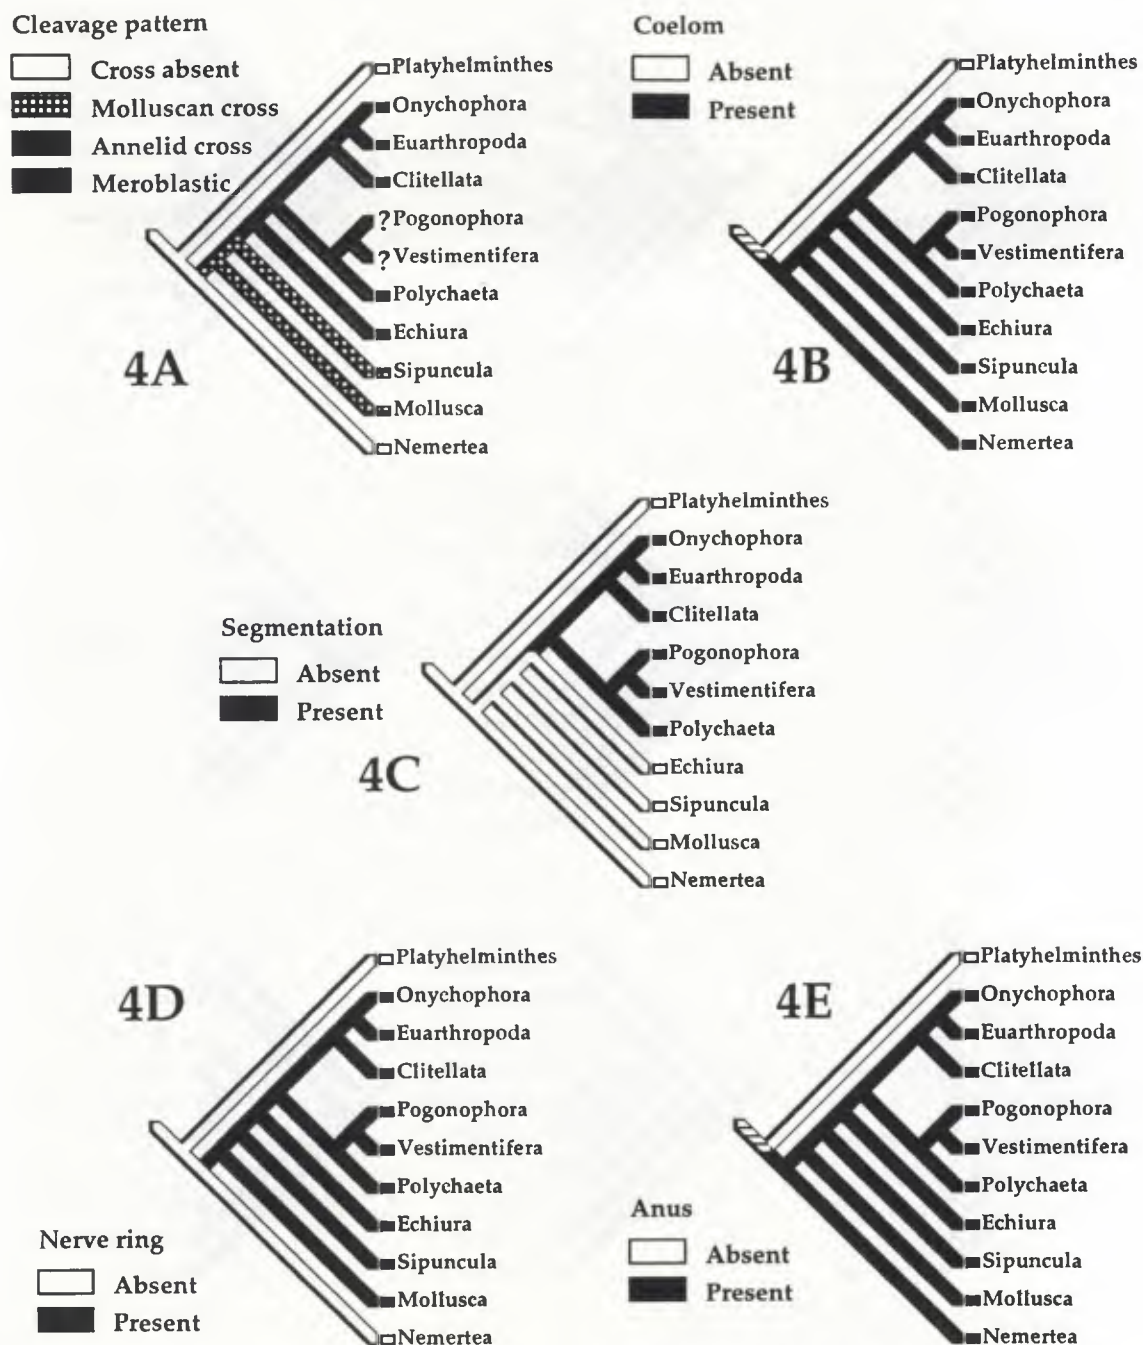 Cleavage pattern
Cross absent
Molluscan cross
Annelid cross
Meroblastic
4A
Platyhelminthes
Onychophora
Euarthropoda
Clitellata
?Pogonophora
?Vestimentifera
Polychaeta
Echiura
Sipuncula
Mollusca
Nemertea
Coelom
Absent
Present
4B
Platyhelminthes
Onychophora
Euarthropoda
Clitellata
Pogonophora
Vestimentifera
Polychaeta
Echiura
Sipuncula
Mollusca
Nemertea
Segmentation
Absent
Present
4C
Platyhelminthes
Onychophora
Euarthropoda
Clitellata
Pogonophora
Vestimentifera
Polychaeta
Echiura
Sipuncula
Mollusca
Nemertea
4D
Nerve ring
Absent
Present
Platyhelminthes
Onychophora
Euarthropoda
Clitellata
Pogonophora
Vestimentifera
Polychaeta
Echiura
Sipuncula
Mollusca
Nemertea
4E
Anus
Absent
Present
Platyhelminthes
Onychophora
Euarthropoda
Clitellata
Pogonophora
Vestimentifera
Polychaeta
Echiura
Sipuncula
Mollusca
Nemertea